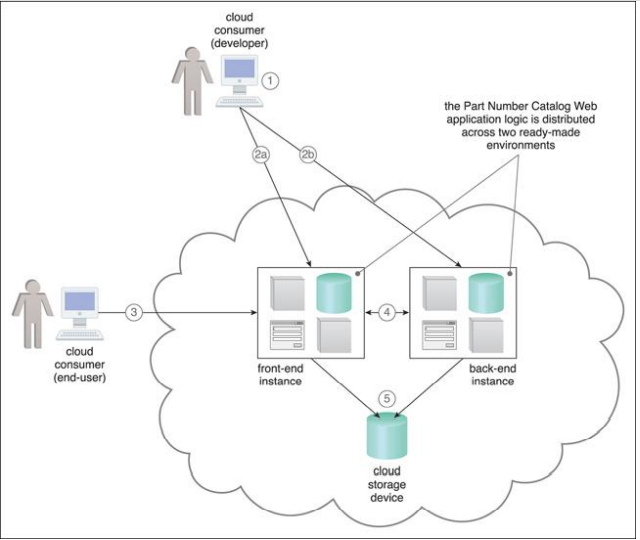 cloud
consumer
(developer)
1
the Part Number Catalog Web
application logic is distributed
across two ready-made
environments
2a
2b
3
4
cloud
consumer
(end-user)
front-end
instance
back-end
instance
5
cloud
storage
device